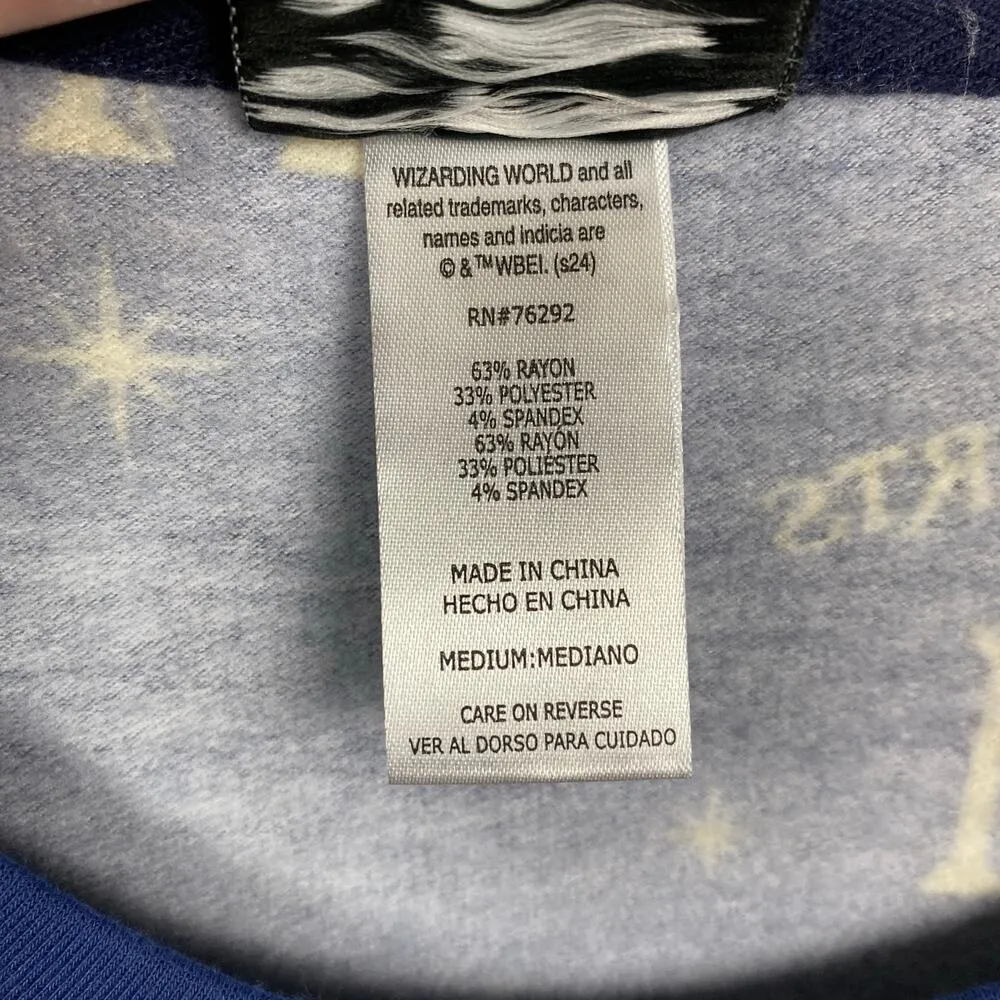 WIZARDING WORLD and all
related trademarks, characters,
names and indicia are
© & ™ WBEI. (s24)
RN#76292
63% RAYON
33% POLYESTER
4% SPANDEX
63% RAYÓN
33% POLIÉSTER
4% SPANDEX
MADE IN CHINA
HECHO EN CHINA
MEDIUM:MEDIANO
CARE ON REVERSE
VER AL DORSO PARA CUIDADO